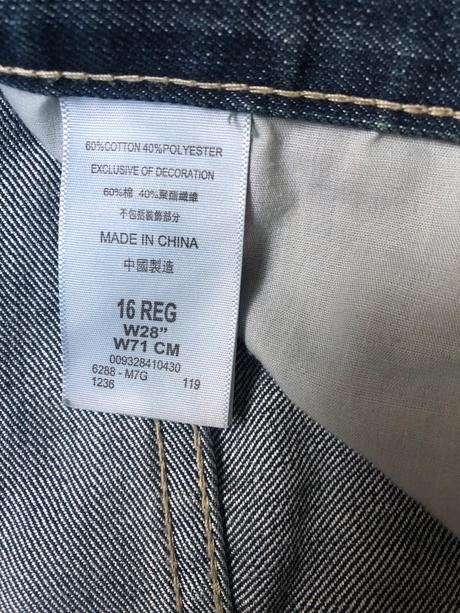 60%COTTON 40%POLYESTER
EXCLUSIVE OF DECORATION
60%棉 40%聚酯纖維
不包括裝飾部分
MADE IN CHINA
中國製造
16 REG
W28"
W71 CM
009328410430
6288 - M7G
1236 119